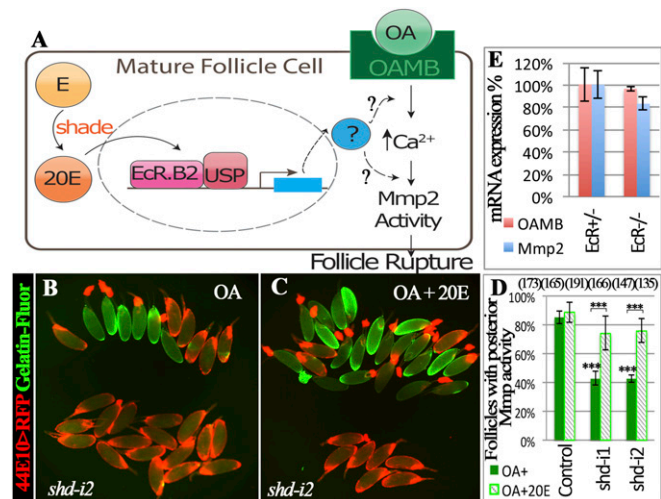 A
OA
OAMB
Mature Follicle Cell
E
shade
20E
EcR.B2 USP
?
?
?
↑Ca²⁺
Mmp2
Activity
Follicle Rupture
E
mRNA expression %
120%
100%
80%
60%
40%
20%
0%
OAMB
Mmp2
EcR+/-
EcR-/-
44E10>RFP Gelatin-Fluor
B
OA
shd-i2
C
OA + 20E
shd-i2
(173)(165)(191)(166)(147)(135)
D
Follicles with posterior
Mmp activity
100%
80%
60%
40%
20%
0%
***
***
***
***
OA+
OA+20E
Control
shd-i1
shd-i2